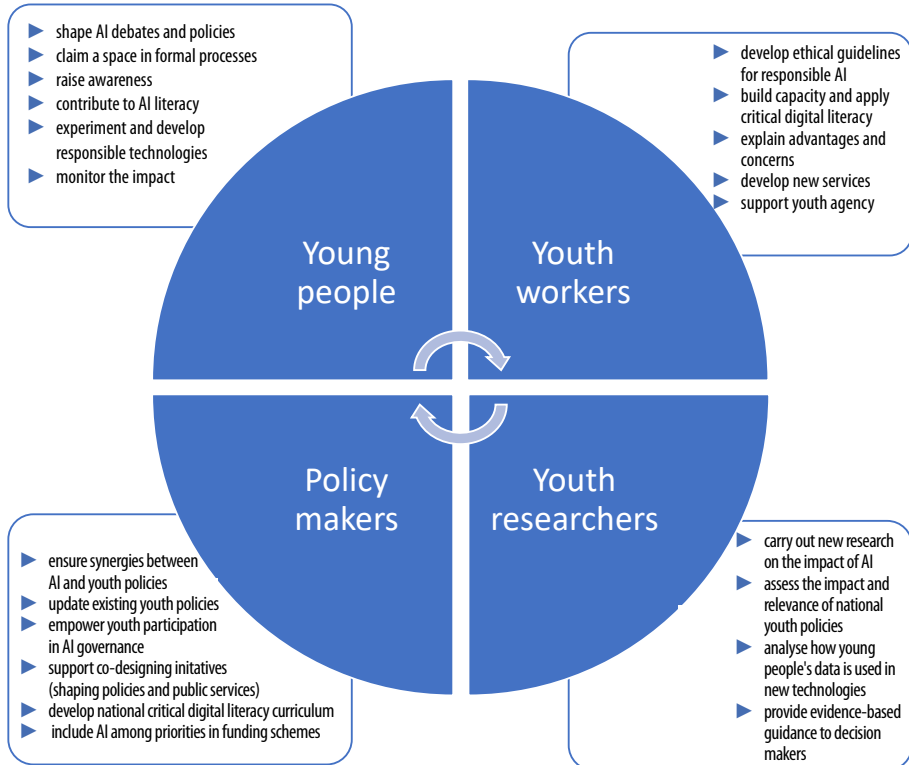 ▶ shape AI debates and policies
▶ claim a space in formal processes
▶ raise awareness
▶ contribute to AI literacy
▶ experiment and develop
responsible technologies
▶ monitor the impact
▶ develop ethical guidelines
for responsible AI
▶ build capacity and apply
critical digital literacy
▶ explain advantages and
concerns
▶ develop new services
▶ support youth agency
Young
people
Youth
workers
Policy
makers
Youth
researchers
▶ ensure synergies between
AI and youth policies
▶ update existing youth policies
▶ empower youth participation
in AI governance
▶ support co-designing initatives
(shaping policies and public services)
▶ develop national critical digital literacy curriculum
▶ include AI among priorities in funding schemes
▶ carry out new research
on the impact of AI
▶ assess the impact and
relevance of national
youth policies
▶ analyse how young
people's data is used in
new technologies
▶ provide evidence-based
guidance to decision
makers